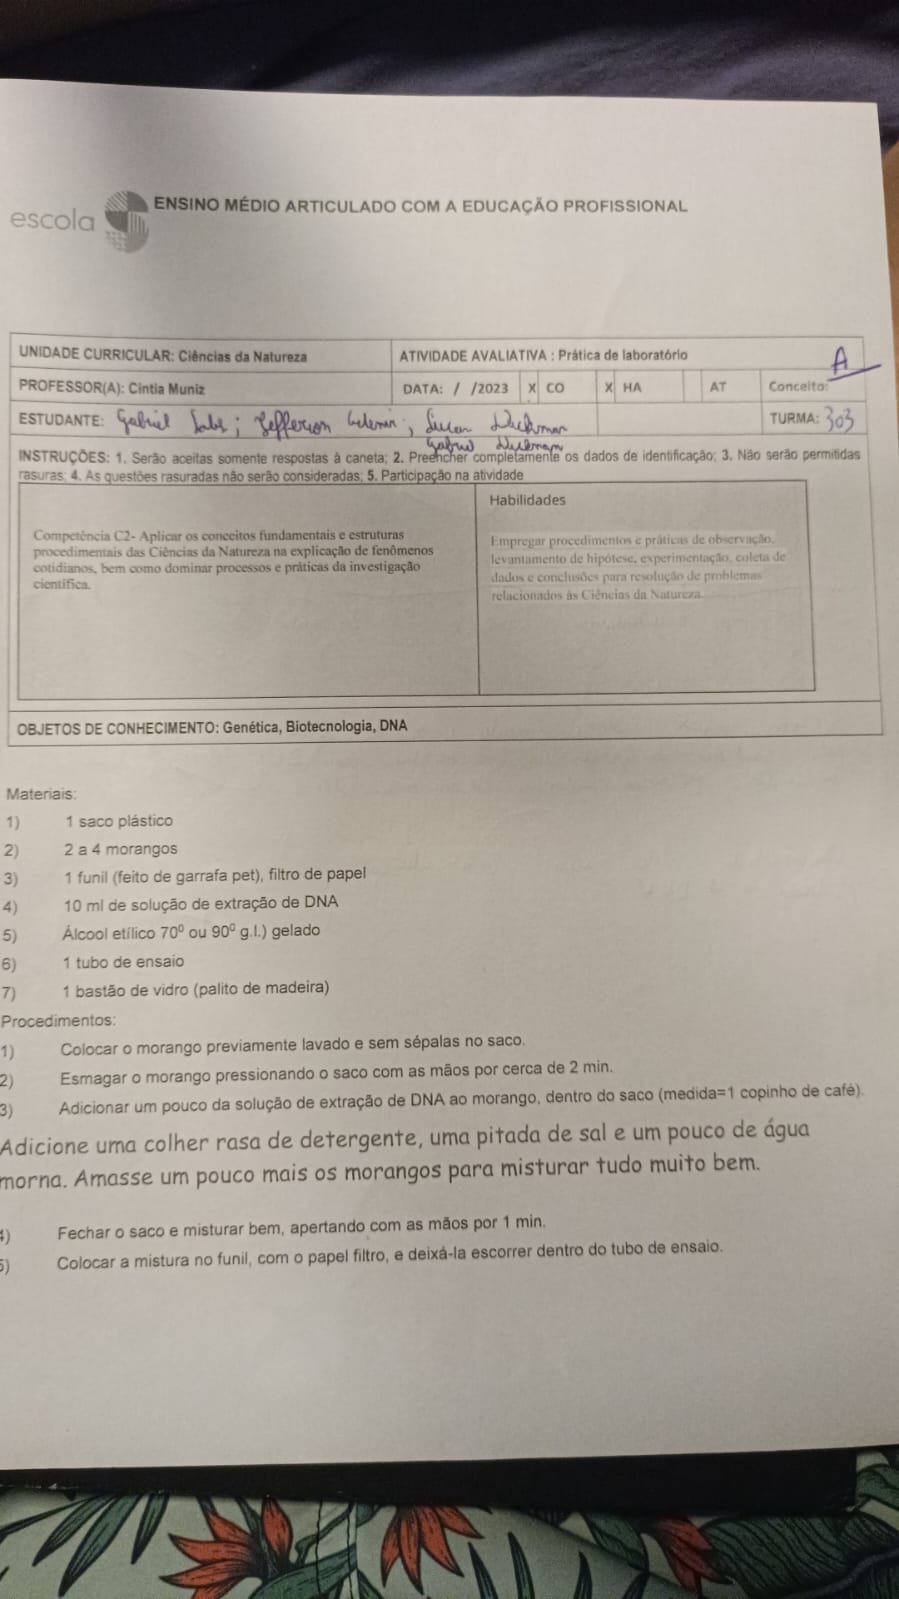 escola
ENSINO MÉDIO ARTICULADO COM A EDUCAÇÃO PROFISSIONAL
UNIDADE CURRICULAR: Ciências da Natureza
ATIVIDADE AVALIATIVA : Prática de laboratório
A
PROFESSOR(A): Cintia Muniz
DATA: / /2023 X CO X HA AT Conceito:
ESTUDANTE: Gabriel ; Jefferson ; TURMA: 303
Gabriel
INSTRUÇÕES: 1. Serão aceitas somente respostas à caneta; 2. Preencher completamente os dados de identificação; 3. Não serão permitidas
rasuras; 4. As questões rasuradas não serão consideradas; 5. Participação na atividade
Competência C2- Aplicar os conceitos fundamentais e estruturas
procedimentais das Ciências da Natureza na explicação de fenômenos
cotidianos, bem como dominar processos e práticas da investigação
científica.
Habilidades
Empregar procedimentos e práticas de observação,
levantamento de hipótese, experimentação, coleta de
dados e conclusões para resolução de problemas
relacionados às Ciências da Natureza.
OBJETOS DE CONHECIMENTO: Genética, Biotecnologia, DNA
Materiais:
1) 1 saco plástico
2) 2 a 4 morangos
3) 1 funil (feito de garrafa pet), filtro de papel
4) 10 ml de solução de extração de DNA
5) Álcool etílico 70⁰ ou 90⁰ g.l.) gelado
6) 1 tubo de ensaio
7) 1 bastão de vidro (palito de madeira)
Procedimentos:
1) Colocar o morango previamente lavado e sem sépalas no saco.
2) Esmagar o morango pressionando o saco com as mãos por cerca de 2 min.
3) Adicionar um pouco da solução de extração de DNA ao morango, dentro do saco (medida=1 copinho de café).
Adicione uma colher rasa de detergente, uma pitada de sal e um pouco de água
morna. Amasse um pouco mais os morangos para misturar tudo muito bem.
4) Fechar o saco e misturar bem, apertando com as mãos por 1 min.
5) Colocar a mistura no funil, com o papel filtro, e deixá-la escorrer dentro do tubo de ensaio.